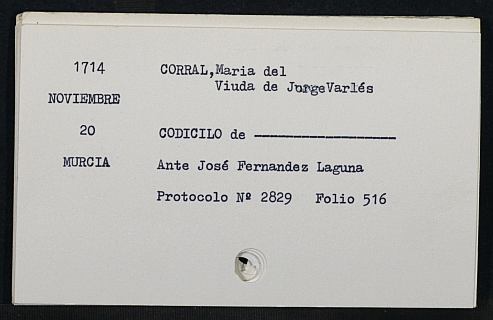 1714 CORRAL, Maria del
Viuda de JorgeVarlés
NOVIEMBRE
20 CODICILO de ------------------
MURCIA Ante José Fernandez Laguna
Protocolo Nº 2829 Folio 516